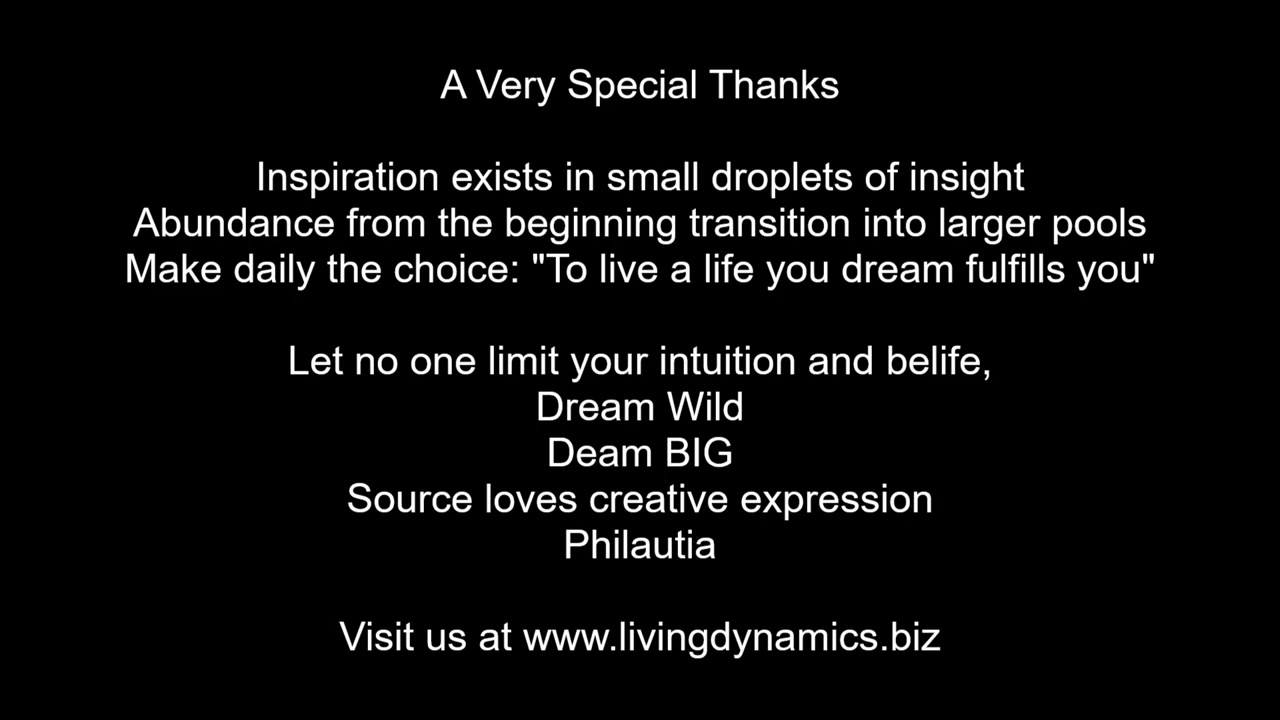 A Very Special Thanks
Inspiration exists in small droplets of insight
Abundance from the beginning transition into larger pools
Make daily the choice: "To live a life you dream fulfills you"
Let no one limit your intuition and belife,
Dream Wild
Deam BIG
Source loves creative expression
Philautia
Visit us at www.livingdynamics.biz